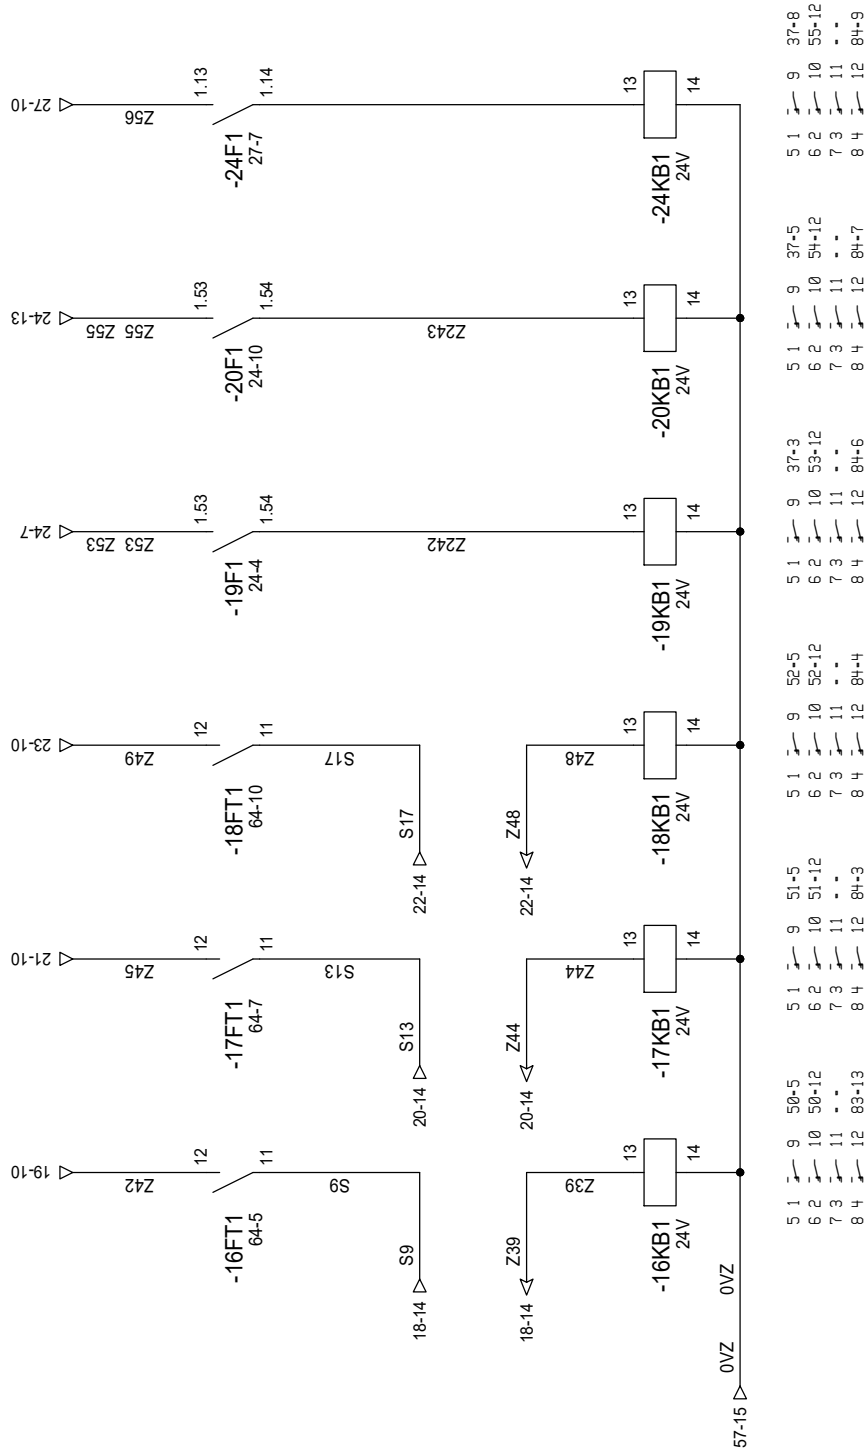 19-10
Z42
12
-16FT1
64-5
11
S9
S9
18-14
18-14
Z39
Z39
13
-16KB1
24V
14
57-15
0VZ
0VZ
5 1 9 50-5
6 2 10 50-12
7 3 11 - -
8 4 12 83-13
21-10
Z45
12
-17FT1
64-7
11
S13
S13
20-14
20-14
Z44
Z44
13
-17KB1
24V
14
5 1 9 51-5
6 2 10 51-12
7 3 11 - -
8 4 12 84-3
23-10
Z49
12
-18FT1
64-10
11
S17
S17
22-14
22-14
Z48
Z48
13
-18KB1
24V
14
5 1 9 52-5
6 2 10 52-12
7 3 11 - -
8 4 12 84-4
24-7
Z53 Z53
1.53
-19F1
24-4
1.54
Z242
13
-19KB1
24V
14
5 1 9 37-3
6 2 10 53-12
7 3 11 - -
8 4 12 84-6
24-13
Z55 Z55
1.53
-20F1
24-10
1.54
Z243
13
-20KB1
24V
14
5 1 9 37-5
6 2 10 54-12
7 3 11 - -
8 4 12 84-7
27-10
Z56
1.13
-24F1
27-7
1.14
13
-24KB1
24V
14
5 1 9 37-8
6 2 10 55-12
7 3 11 - -
8 4 12 84-9